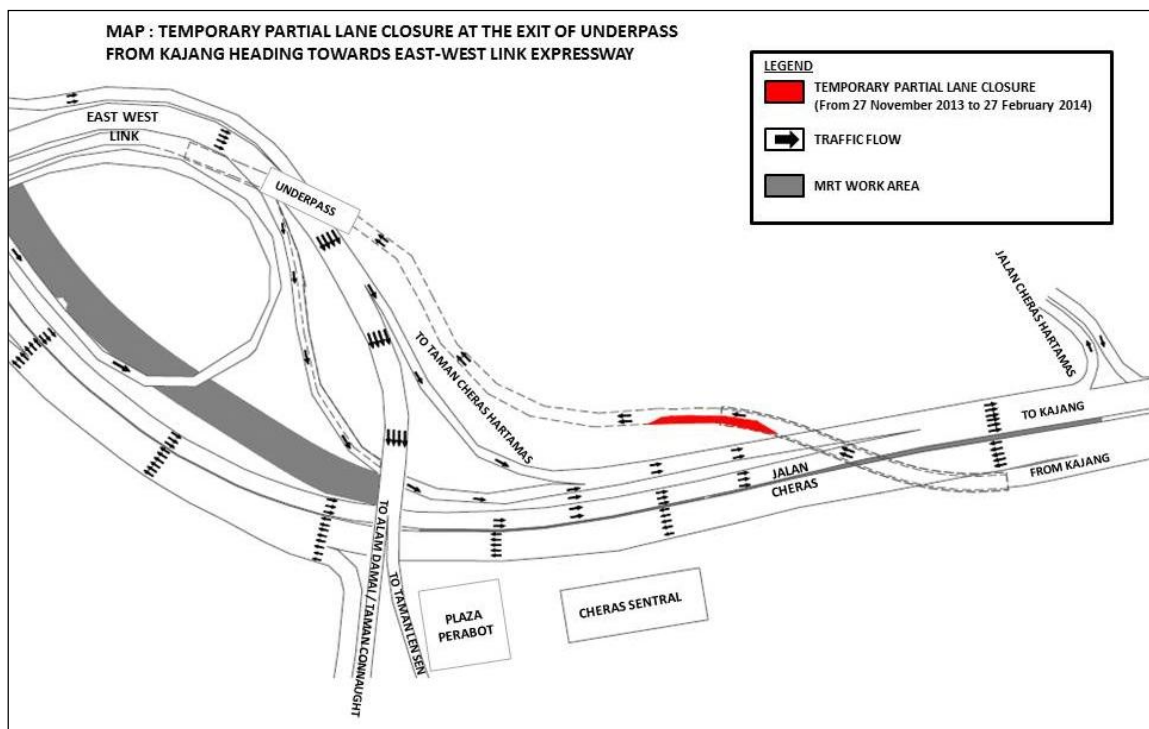 MAP : TEMPORARY PARTIAL LANE CLOSURE AT THE EXIT OF UNDERPASS
FROM KAJANG HEADING TOWARDS EAST-WEST LINK EXPRESSWAY
LEGEND
TEMPORARY PARTIAL LANE CLOSURE
(From 27 November 2013 to 27 February 2014)
TRAFFIC FLOW
MRT WORK AREA
EAST WEST
LINK
UNDERPASS
JALAN CHERAS HARTAMAS
TO TAMAN CHERAS HARTAMAS
TO KAJANG
FROM KAJANG
JALAN
CHERAS
TO ALAM DAMAI / TAMAN CONNAUGHT
TO TAMAN LEN SEN
PLAZA
PERABOT
CHERAS SENTRAL